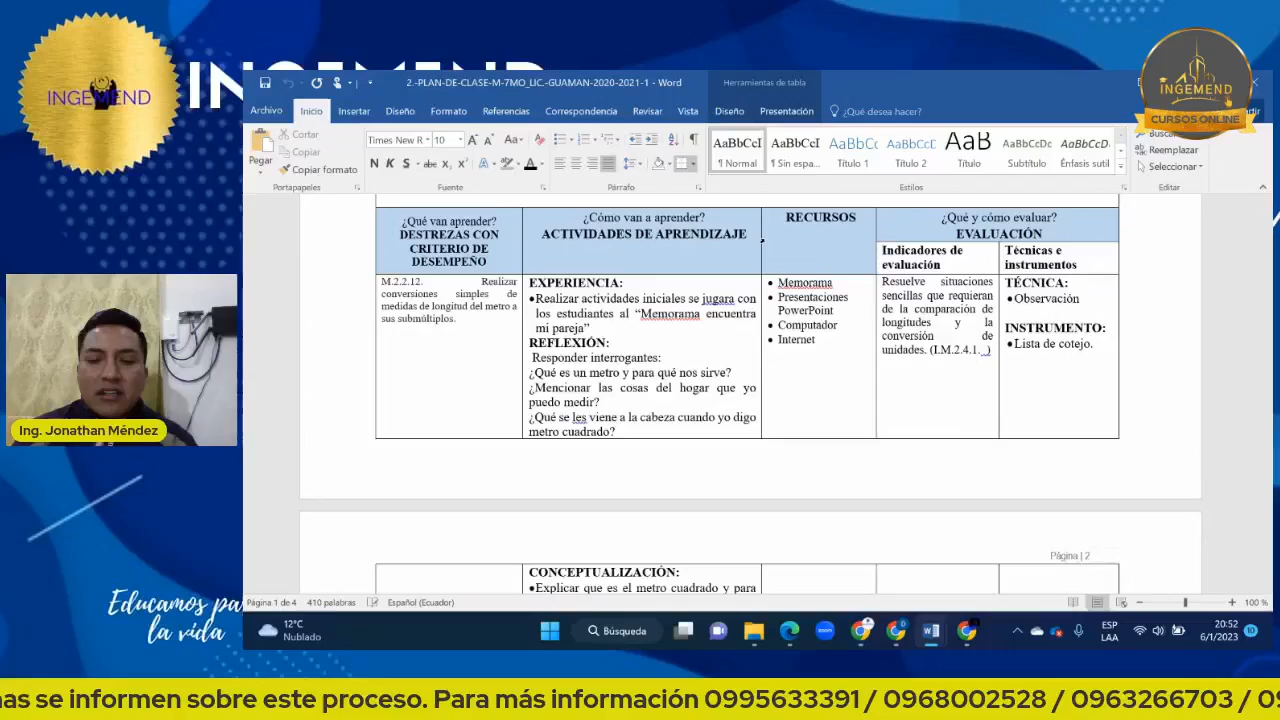 INGEMEND
IN
INGEMEND
CURSOS ONLINE
2.-PLAN-DE-CLASE-M-7MO_LIC.-GUAMAN-2020-2021-1 - Word
Herramientas de tabla
Archivo Inicio Insertar Diseño Formato Referencias Correspondencia Revisar Vista Diseño Presentación ¿Qué desea hacer?
Pegar
Cortar
Copiar
Copiar formato
Portapapeles
Times New R 10
N K S abc
Fuente
Párrafo
AaBbCcI
¶ Normal
AaBbCcI
¶ Sin espa...
AaBbCc
Título 1
AaBbCcI
Título 2
AaB
Título
AaBbCcD
Subtítulo
AaBbCcD.
Énfasis sutil
Estilos
Reemplazar
Seleccionar
Editar
¿Qué van aprender?
DESTREZAS CON
CRITERIO DE
DESEMPEÑO
¿Cómo van a aprender?
ACTIVIDADES DE APRENDIZAJE
RECURSOS
¿Qué y cómo evaluar?
EVALUACIÓN
Indicadores de
evaluación
Técnicas e
instrumentos
M.2.2.12. Realizar
conversiones simples de
medidas de longitud del metro a
sus submúltiplos.
EXPERIENCIA:
•Realizar actividades iniciales se jugara con
los estudiantes al “Memorama encuentra
mi pareja”
REFLEXIÓN:
Responder interrogantes:
¿Qué es un metro y para qué nos sirve?
¿Mencionar las cosas del hogar que yo
puedo medir?
¿Qué se les viene a la cabeza cuando yo digo
metro cuadrado?
• Memorama
• Presentaciones
PowerPoint
• Computador
• Internet
Resuelve situaciones
sencillas que requieran
de la comparación de
longitudes y la
conversión de
unidades. (I.M.2.4.1. )
TÉCNICA:
•Observación
INSTRUMENTO:
•Lista de cotejo.
Página | 2
CONCEPTUALIZACIÓN:
•Explicar que es el metro cuadrado y para
Página 1 de 4 410 palabras Español (Ecuador) 100 %
Ing. Jonathan Méndez
Educamos pa
la vida
12°C
Nublado
Búsqueda
zoom
ESP
LAA
20:52
6/1/2023
10
nas se informen sobre este proceso. Para más información 0995633391 / 0968002528 / 0963266703 / 09